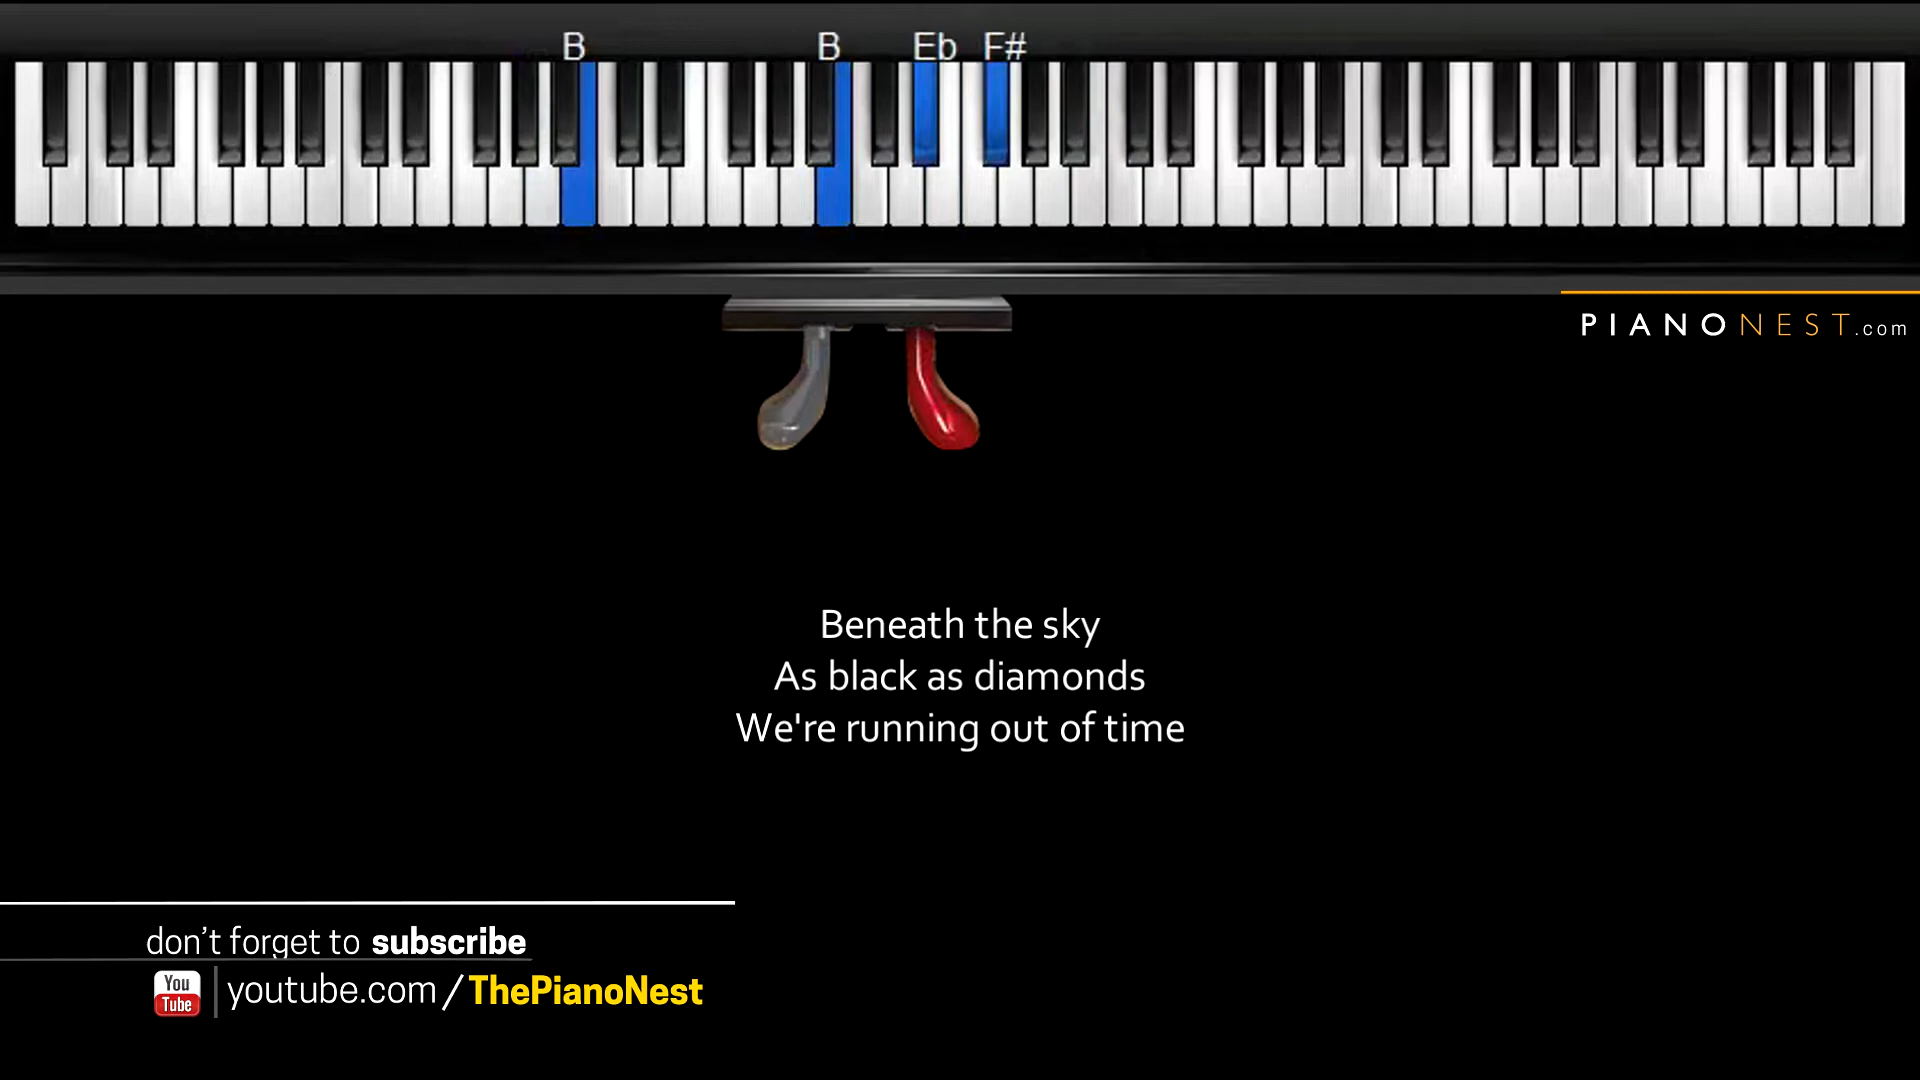 B B Eb F#
PIANONEST.com
Beneath the sky
As black as diamonds
We're running out of time
don't forget to subscribe
You
Tube
youtube.com/ThePianoNest